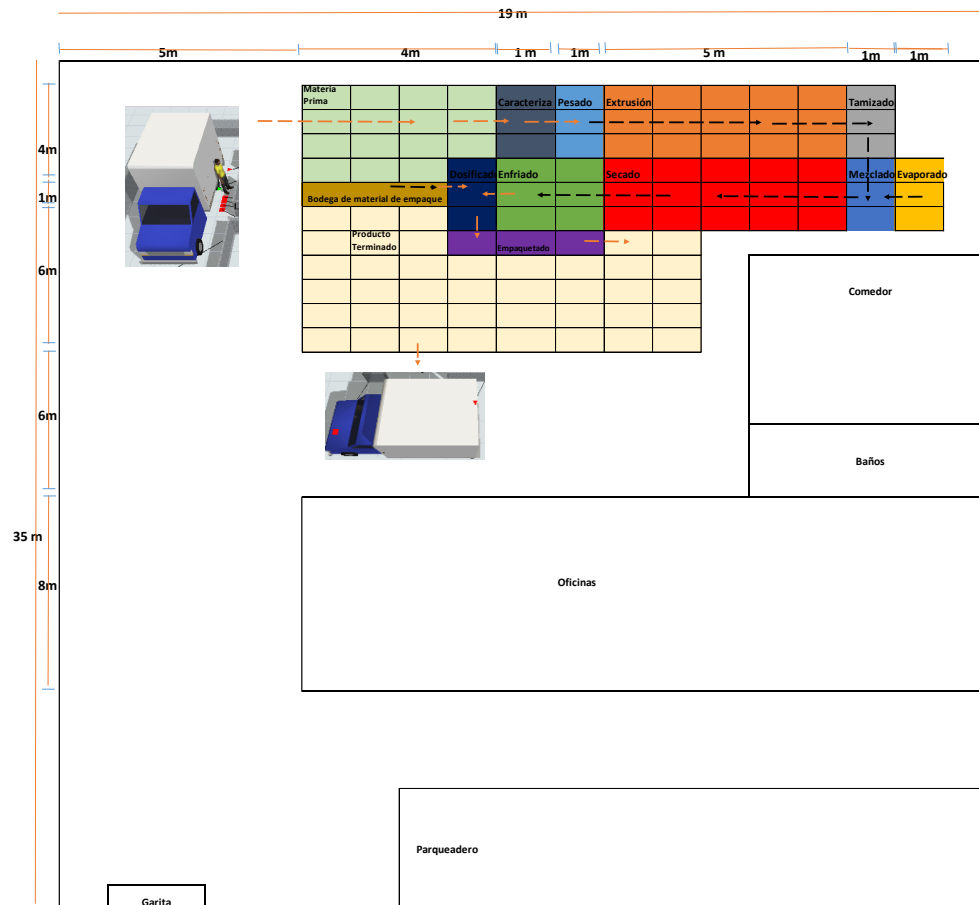 19 m
5m
4m
1 m
1m
5 m
1m
1m
Materia
Prima
Caracteriza
Pesado
Extrusión
Tamizado
4m
Dosificado
Enfriado
Secado
Mezclado
Evaporado
1m
Bodega de material de empaque
Producto
Terminado
Empaquetado
6m
Comedor
6m
Baños
35 m
8m
Oficinas
Parqueadero
Garita